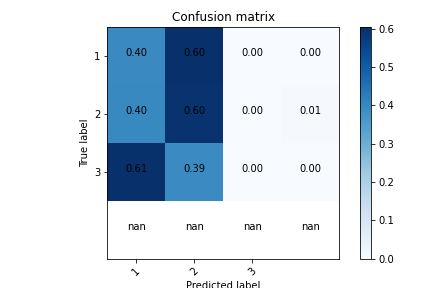 Confusion matrix
1 0.40 0.60 0.00 0.00 0.6
0.5
2 0.40 0.60 0.00 0.01 0.4
True label
0.3
3 0.61 0.39 0.00 0.00 0.2
nan nan nan nan 0.1
0.0
1 2 3
Predicted label